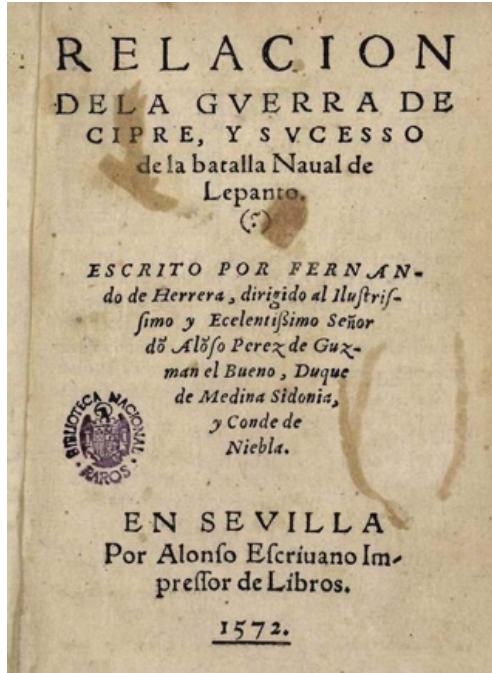 RELACION
DELA GVERRA DE
CIPRE, Y SVCESSO
de la batalla Naual de
Lepanto.
(؟)
ESCRITO POR FERNAN-
do de Herrera, dirigido al Iluſtriſ-
ſimo y Ecelentiſsimo Señor
dõ Alõſo Perez de Guz-
man el Bueno, Duque
de Medina Sidonia,
y Conde de
Niebla.
BIBLIOTECA NACIONAL
RAROS
EN SEVILLA
Por Alonſo Eſcriuano Im-
preſſor de Libros.
1572.